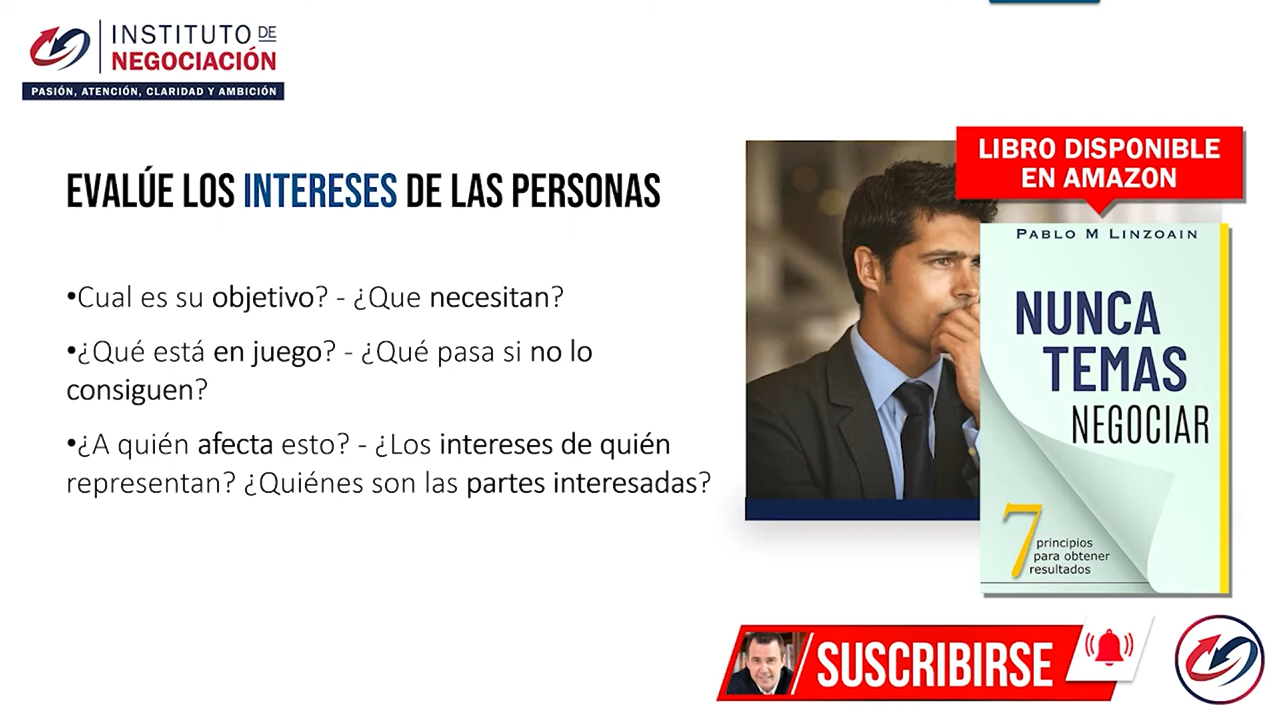 INSTITUTO DE
NEGOCIACIÓN
PASIÓN, ATENCIÓN, CLARIDAD Y AMBICIÓN
EVALÚE LOS INTERESES DE LAS PERSONAS
•Cual es su objetivo? - ¿Que necesitan?
•¿Qué está en juego? - ¿Qué pasa si no lo
consiguen?
•¿A quién afecta esto? - ¿Los intereses de quién
representan? ¿Quiénes son las partes interesadas?
LIBRO DISPONIBLE
EN AMAZON
PABLO M LINZOAIN
NUNCA
TEMAS
NEGOCIAR
7 principios
para obtener
resultados
SUSCRIBIRSE